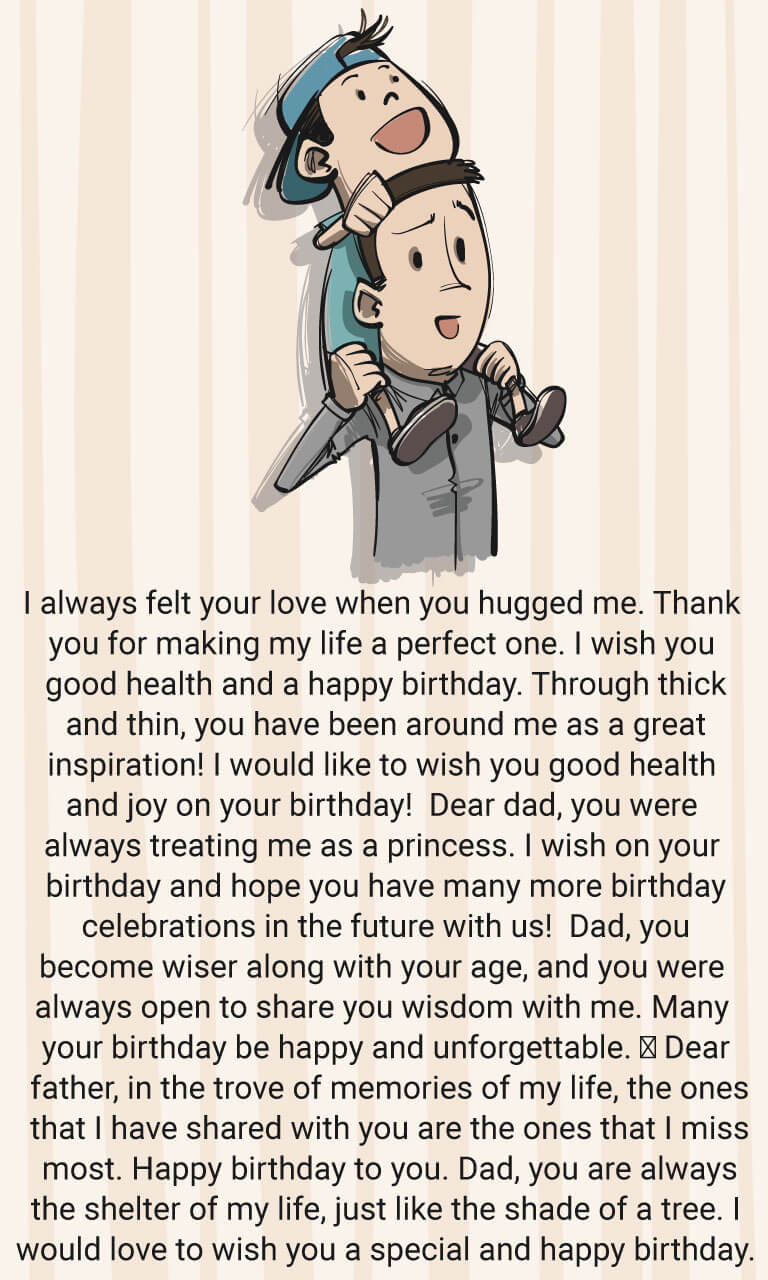 I always felt your love when you hugged me. Thank
you for making my life a perfect one. I wish you
good health and a happy birthday. Through thick
and thin, you have been around me as a great
inspiration! I would like to wish you good health
and joy on your birthday!  Dear dad, you were
always treating me as a princess. I wish on your
birthday and hope you have many more birthday
celebrations in the future with us!  Dad, you
become wiser along with your age, and you were
always open to share you wisdom with me. Many
your birthday be happy and unforgettable. Dear
father, in the trove of memories of my life, the ones
that I have shared with you are the ones that I miss
most. Happy birthday to you. Dad, you are always
the shelter of my life, just like the shade of a tree. I
would love to wish you a special and happy birthday.